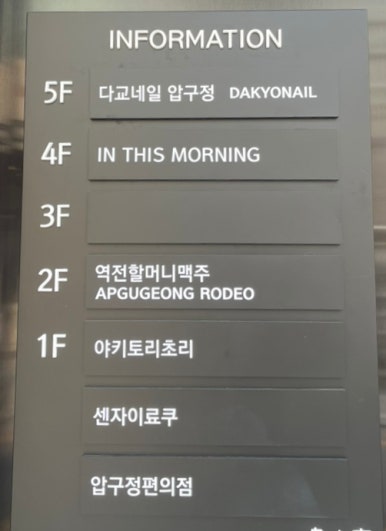 INFORMATION
5F 다교네일 압구정 DAKYONAIL
4F IN THIS MORNING
3F
2F 역전할머니맥주
APGUGEONG RODEO
1F 야키토리초리
센자이료쿠
압구정편의점